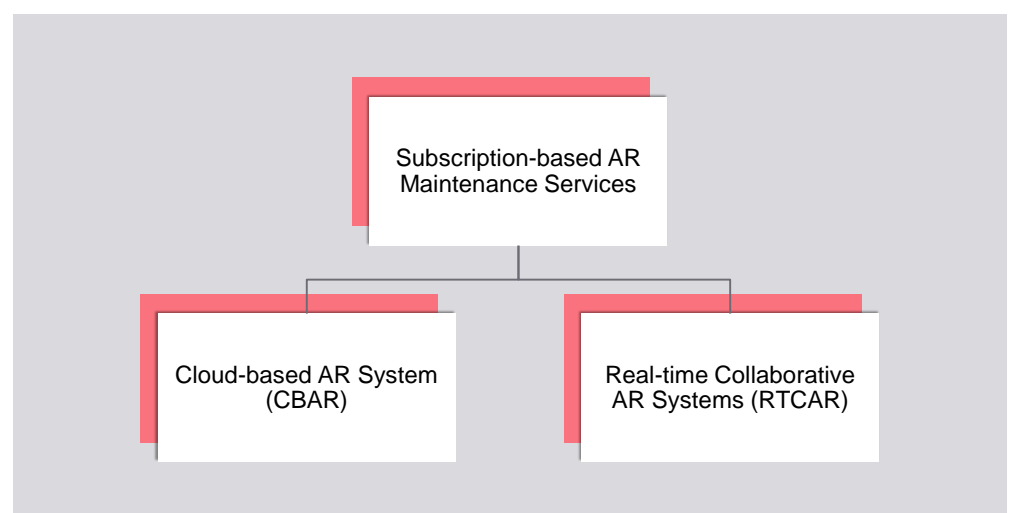 Subscription-based AR
Maintenance Services
Cloud-based AR System
(CBAR)
Real-time Collaborative
AR Systems (RTCAR)